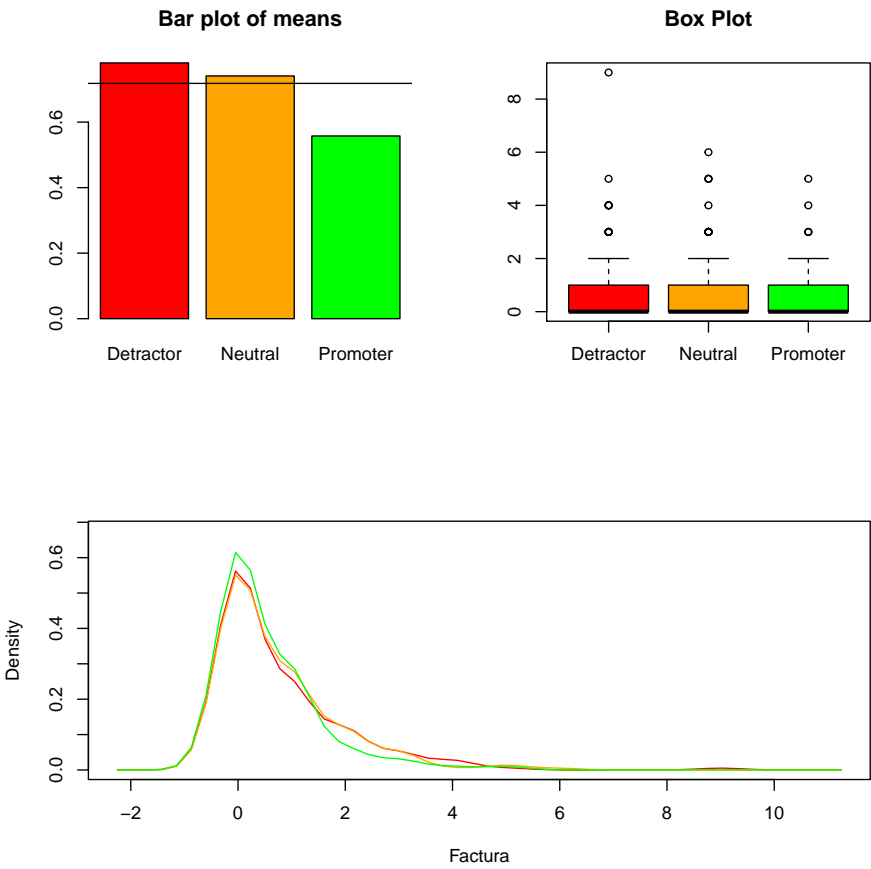 Bar plot of means
0.6
0.4
0.2
0.0
Detractor Neutral Promoter
Box Plot
8
6
4
2
0
Detractor Neutral Promoter
Density
0.6
0.4
0.2
0.0
−2 0 2 4 6 8 10
Factura